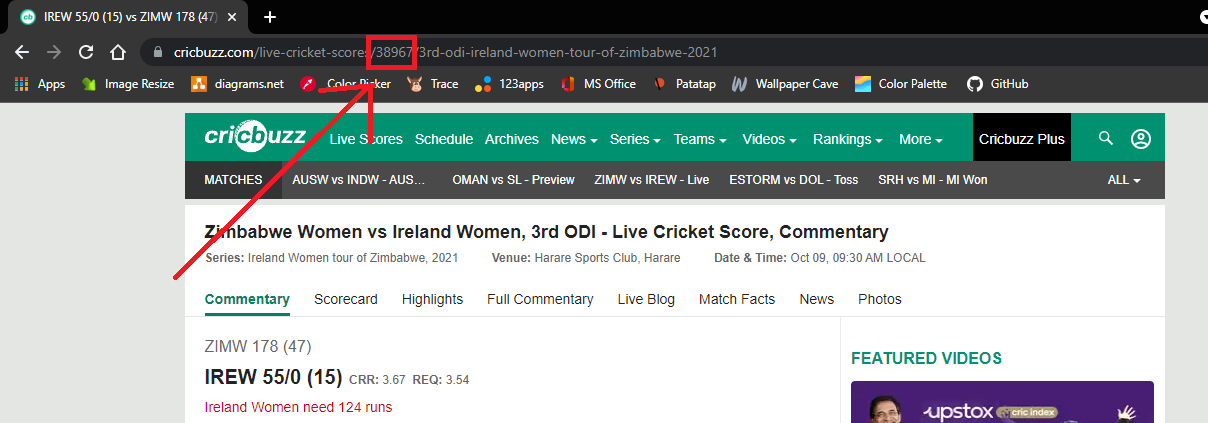 IREW 55/0 (15) vs ZIMW 178 (47)
cricbuzz.com/live-cricket-scores/38967/3rd-odi-ireland-women-tour-of-zimbabwe-2021
Apps Image Resize diagrams.net Color Picker Trace 123apps MS Office Patatap Wallpaper Cave Color Palette GitHub
cricbuzz Live Scores Schedule Archives News Series Teams Videos Rankings More Cricbuzz Plus
MATCHES AUSW vs INDW - AUS... OMAN vs SL - Preview ZIMW vs IREW - Live ESTORM vs DOL - Toss SRH vs MI - MI Won ALL
Zimbabwe Women vs Ireland Women, 3rd ODI - Live Cricket Score, Commentary
Series: Ireland Women tour of Zimbabwe, 2021 Venue: Harare Sports Club, Harare Date & Time: Oct 09, 09:30 AM LOCAL
Commentary Scorecard Highlights Full Commentary Live Blog Match Facts News Photos
ZIMW 178 (47)
IREW 55/0 (15) CRR: 3.67 REQ: 3.54
Ireland Women need 124 runs
FEATURED VIDEOS
upstox cric index